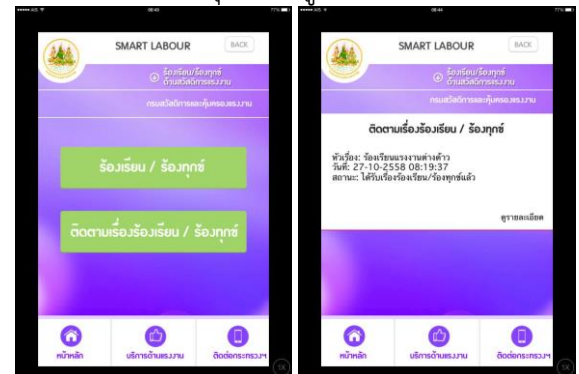 AIS 08:43 77%
SMART LABOUR BACK
ร้องเรียน/ร้องทุกข์
ด้านสวัสดิการแรงงาน
กรมสวัสดิการและคุ้มครองแรงงาน
ร้องเรียน / ร้องทุกข์
ติดตามเรื่องร้องเรียน / ร้องทุกข์
หน้าหลัก บริการด้านแรงงาน ติดต่อกระทรวงฯ
1X
AIS 08:44 77%
SMART LABOUR BACK
ร้องเรียน/ร้องทุกข์
ด้านสวัสดิการแรงงาน
กรมสวัสดิการและคุ้มครองแรงงาน
ติดตามเรื่องร้องเรียน / ร้องทุกข์
หัวเรื่อง: ร้องเรียนแรงงานต่างด้าว
วันที่: 27-10-2558 08:19:37
สถานะ: ได้รับเรื่องร้องเรียน/ร้องทุกข์แล้ว
ดูรายละเอียด
หน้าหลัก บริการด้านแรงงาน ติดต่อกระทรวงฯ
1X